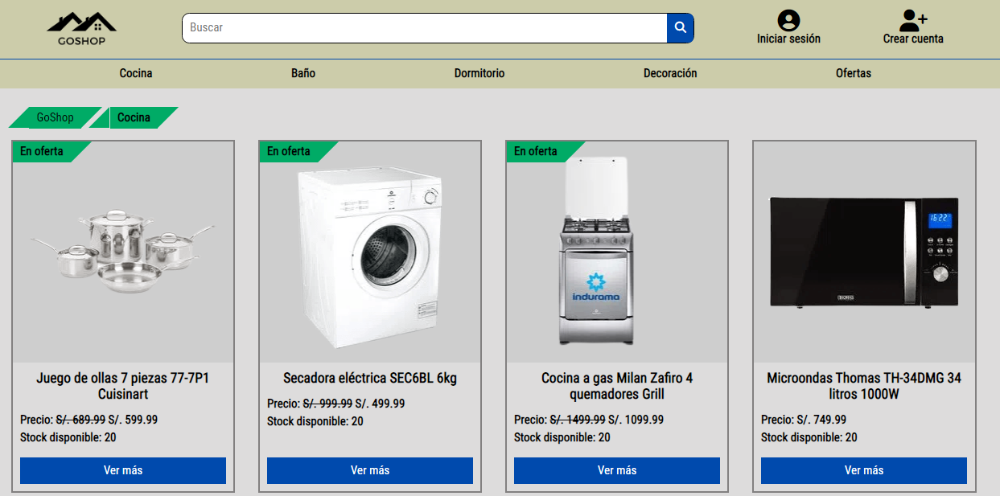 GOSHOP
Buscar
Iniciar sesión
Crear cuenta
Cocina
Baño
Dormitorio
Decoración
Ofertas
GoShop
Cocina
En oferta
Juego de ollas 7 piezas 77-7P1
Cuisinart
Precio: S/. 689.99 S/. 599.99
Stock disponible: 20
Ver más
En oferta
Secadora eléctrica SEC6BL 6kg
Precio: S/. 999.99 S/. 499.99
Stock disponible: 20
Ver más
En oferta
indurama
Cocina a gas Milan Zafiro 4
quemadores Grill
Precio: S/. 1499.99 S/. 1099.99
Stock disponible: 20
Ver más
16:22
THOMAS
Microondas Thomas TH-34DMG 34
litros 1000W
Precio: S/. 749.99
Stock disponible: 20
Ver más